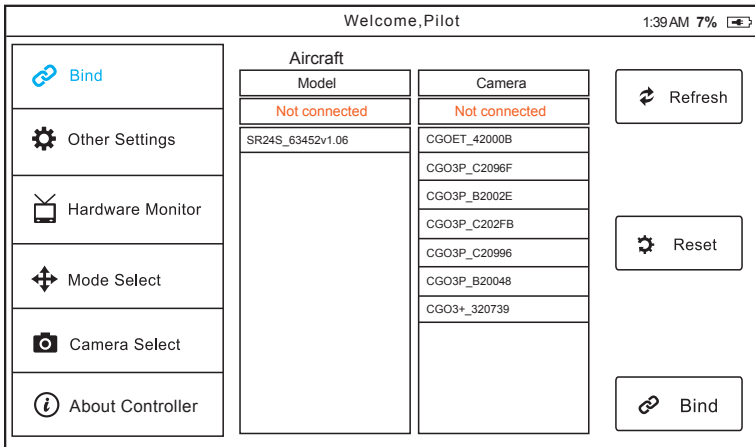 Welcome,Pilot
1:39AM 7%
Bind
Other Settings
Hardware Monitor
Mode Select
Camera Select
About Controller
Aircraft
Model
Camera
Not connected
Not connected
SR24S_63452v1.06
CGOET_42000B
CGO3P_C2096F
CGO3P_B2002E
CGO3P_C202FB
CGO3P_C20996
CGO3P_B20048
CGO3+_320739
Refresh
Reset
Bind